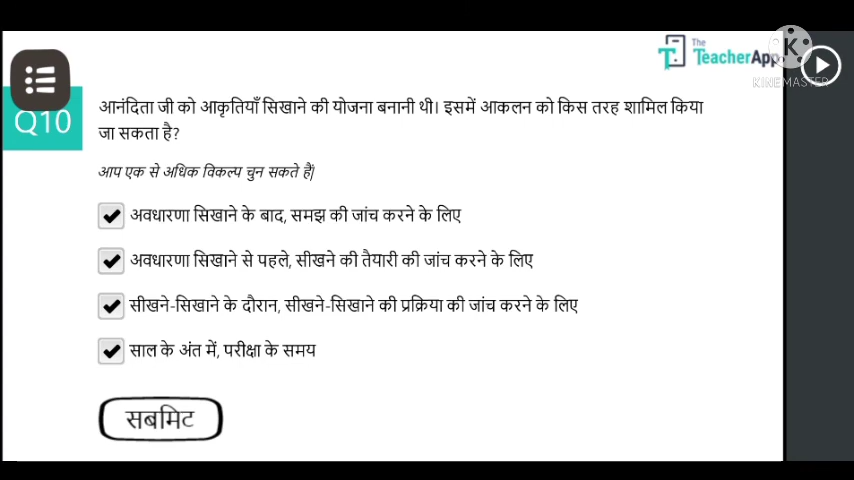 The
TeacherApp
K
KINEMASTER
Q10
आनंदिता जी को आकृतियाँ सिखाने की योजना बनानी थी। इसमें आकलन को किस तरह शामिल किया
जा सकता है?
आप एक से अधिक विकल्प चुन सकते हैं|
अवधारणा सिखाने के बाद, समझ की जांच करने के लिए
अवधारणा सिखाने से पहले, सीखने की तैयारी की जांच करने के लिए
सीखने-सिखाने के दौरान, सीखने-सिखाने की प्रक्रिया की जांच करने के लिए
साल के अंत में, परीक्षा के समय
सबमिट